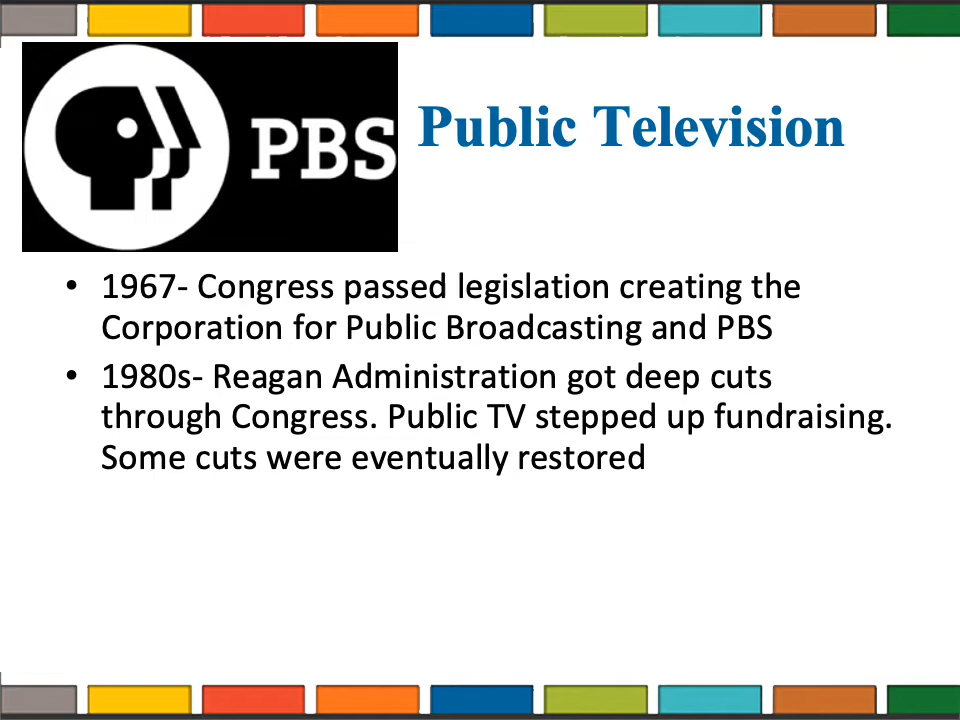 PBS
Public Television
• 1967- Congress passed legislation creating the
Corporation for Public Broadcasting and PBS
• 1980s- Reagan Administration got deep cuts
through Congress. Public TV stepped up fundraising.
Some cuts were eventually restored